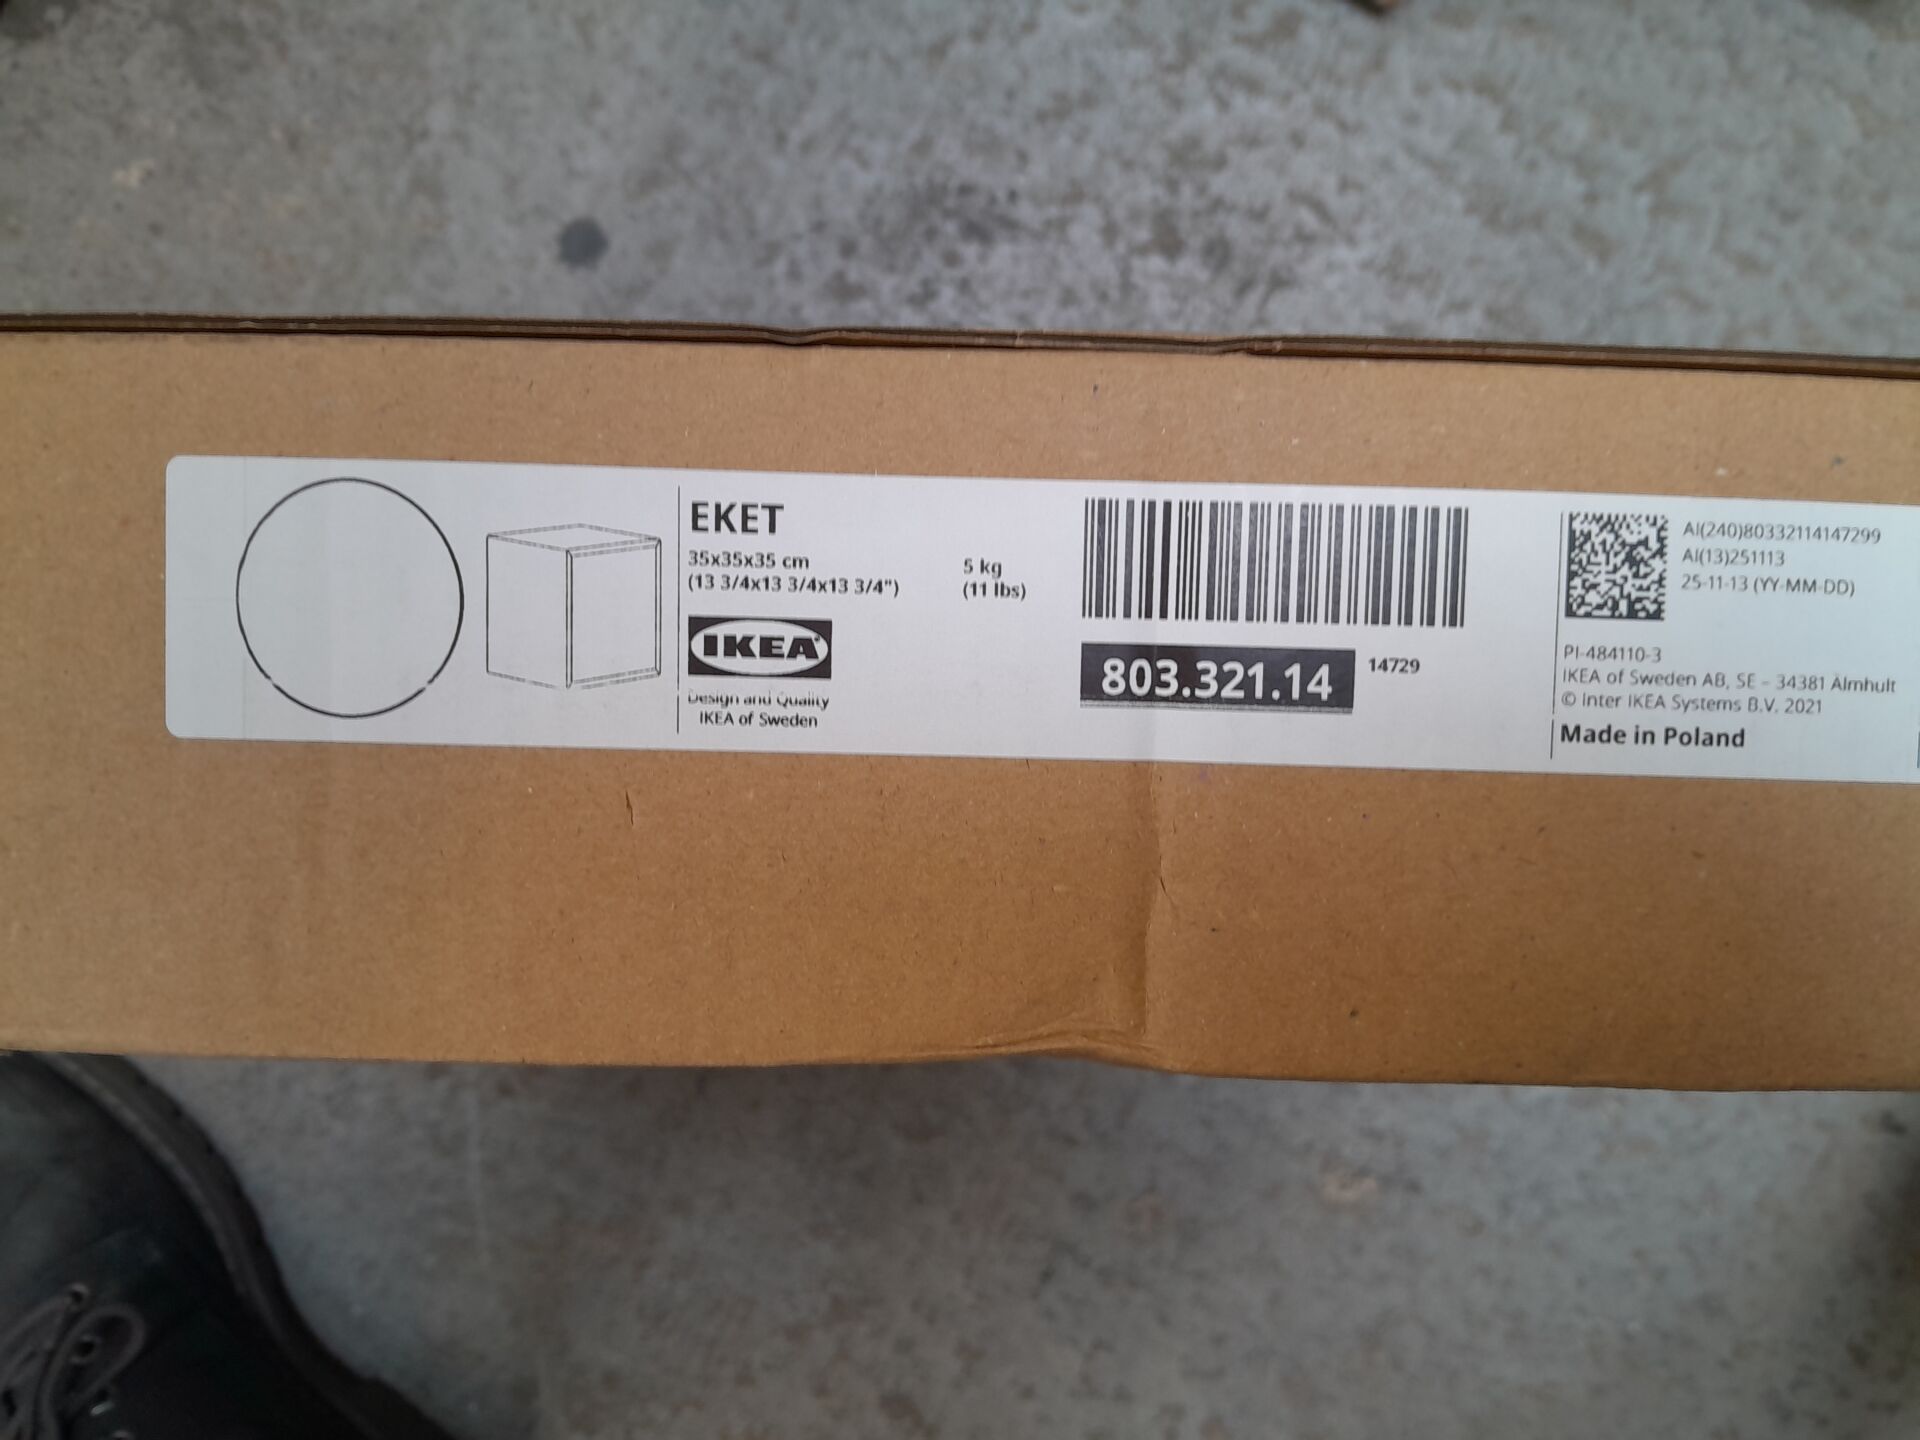 EKET
35x35x35 cm
(13 3/4x13 3/4x13 3/4")
5 kg
(11 lbs)
IKEA®
Design and Quality
IKEA of Sweden
803.321.14
14729
AI(240)80332114147299
AI(13)251113
25-11-13 (YY-MM-DD)
PI-484110-3
IKEA of Sweden AB, SE - 34381 Älmhult
© Inter IKEA Systems B.V. 2021
Made in Poland